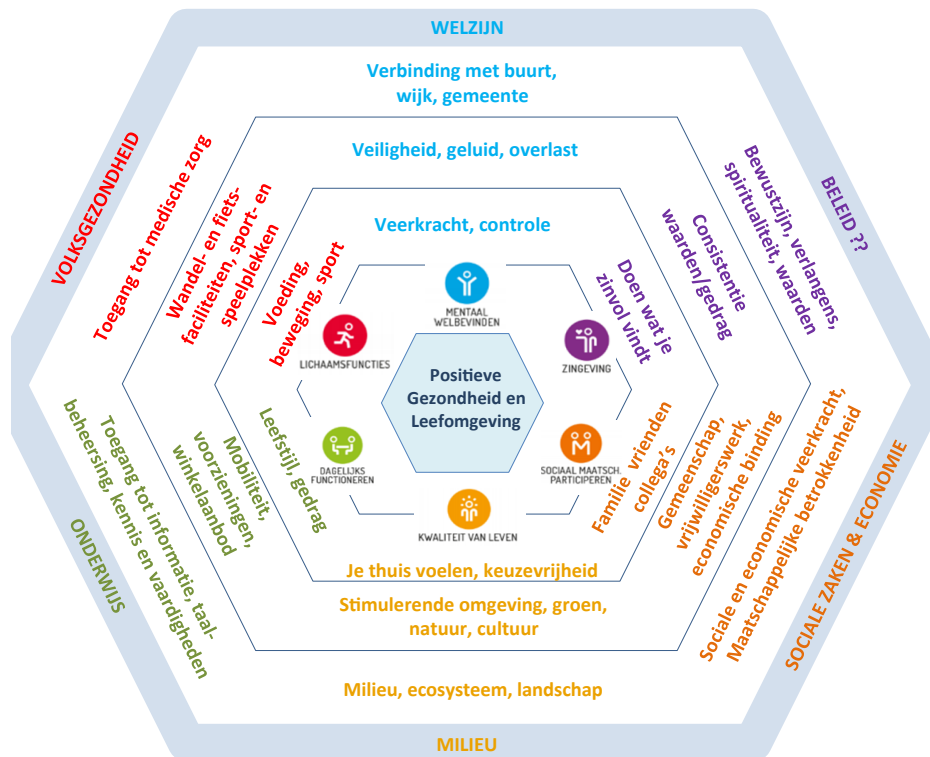 WELZIJN
Verbinding met buurt,
wijk, gemeente
Veiligheid, geluid, overlast
Veerkracht, controle
MENTAAL
WELBEVINDEN
VOLKSGEZONDHEID
Toegang tot medische zorg
Wandel- en fiets-
faciliteiten, sport- en
speelplekken
Voeding,
beweging, sport
LICHAAMSFUNCTIES
BELEID ??
Bewustzijn, verlangens,
spiritualiteit, waarden
Consistentie
waarden/gedrag
Doen wat je
zinvol vindt
ZINGEVING
Positieve
Gezondheid en
Leefomgeving
ONDERWIJS
Toegang tot informatie, taal-
beheersing, kennis en vaardigheden
Mobiliteit,
voorzieningen,
winkelaanbod
Leefstijl, gedrag
DAGELIJKS
FUNCTIONEREN
SOCIAAL MAATSCH.
PARTICIPEREN
Familie vrienden
collega's
Gemeenschap,
vrijwilligerswerk,
economische binding
Sociale en economische veerkracht,
Maatschappelijke betrokkenheid
SOCIALE ZAKEN & ECONOMIE
KWALITEIT VAN LEVEN
Je thuis voelen, keuzevrijheid
Stimulerende omgeving, groen,
natuur, cultuur
Milieu, ecosysteem, landschap
MILIEU